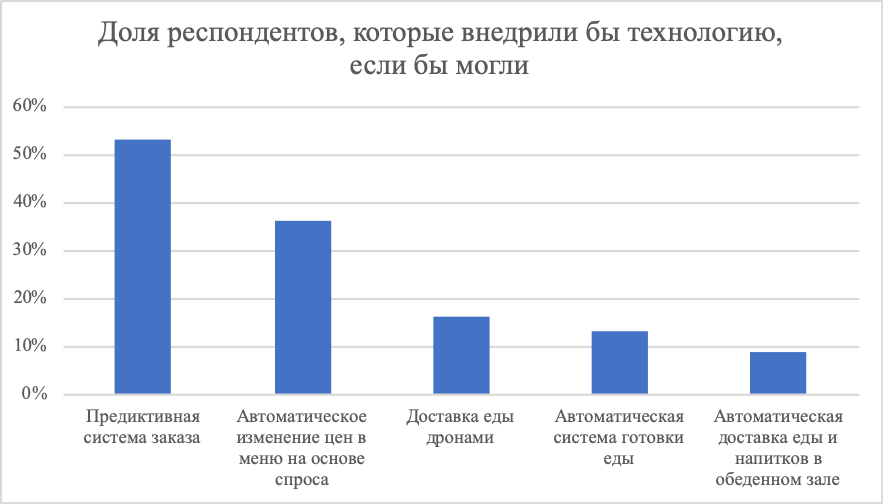 Доля респондентов, которые внедрили бы технологию,
если бы могли
60%
50%
40%
30%
20%
10%
0%
Предиктивная
система заказа
Автоматическое
изменение цен в
меню на основе
спроса
Доставка еды
дронами
Автоматическая
система готовки
еды
Автоматическая
доставка еды и
напитков в
обеденном зале